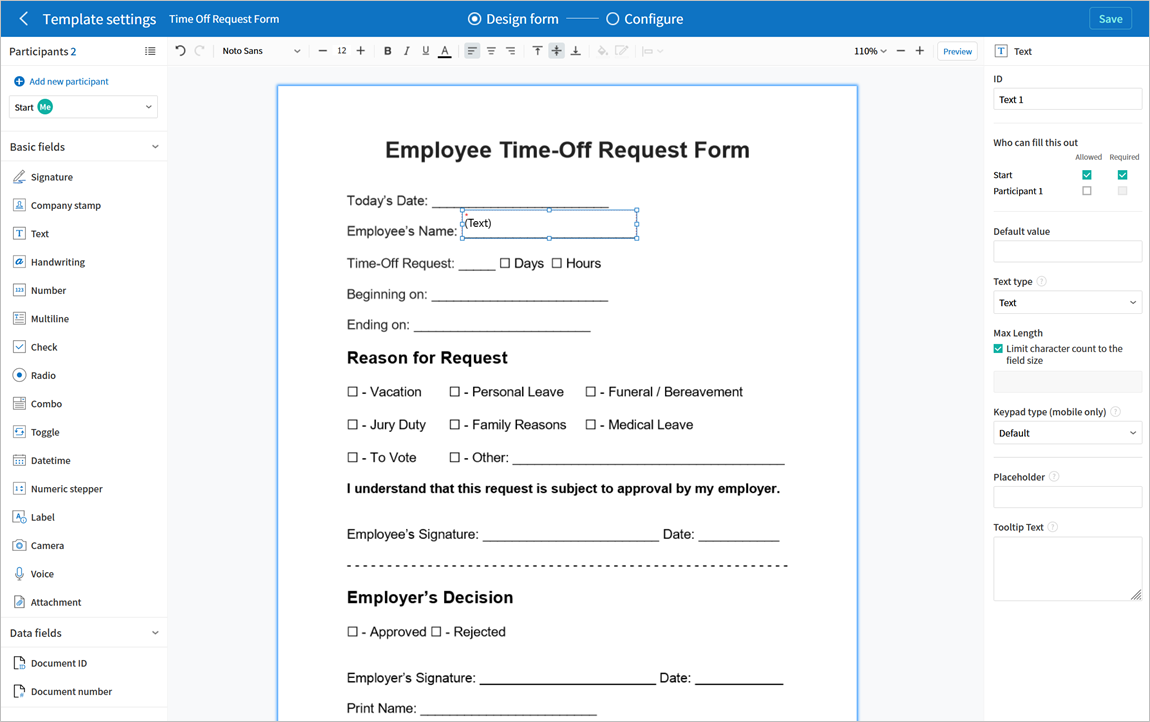 Template settings Time Off Request Form Design form Configure Save
Participants 2
Add new participant
Start Me
Basic fields
Signature
Company stamp
Text
Handwriting
Number
Multiline
Check
Radio
Combo
Toggle
Datetime
Numeric stepper
Label
Camera
Voice
Attachment
Data fields
Document ID
Document number
Noto Sans 12 B I U A 110% Preview
Employee Time-Off Request Form
Today's Date: ________________________
*
(Text)
Employee's Name:
Time-Off Request: _____ ☐ Days ☐ Hours
Beginning on: ________________________
Ending on: ________________________
Reason for Request
☐ - Vacation ☐ - Personal Leave ☐ - Funeral / Bereavement
☐ - Jury Duty ☐ - Family Reasons ☐ - Medical Leave
☐ - To Vote ☐ - Other: _____________________________________
I understand that this request is subject to approval by my employer.
Employee's Signature: ________________________ Date: ___________
Employer's Decision
☐ - Approved ☐ - Rejected
Employer's Signature: ________________________ Date: ____________
Print Name: ________________________
T Text
ID
Text 1
Who can fill this out
Allowed Required
Start
Participant 1
Default value
Text type ?
Text
Max Length
Limit character count to the
field size
Keypad type (mobile only) ?
Default
Placeholder ?
Tooltip Text ?